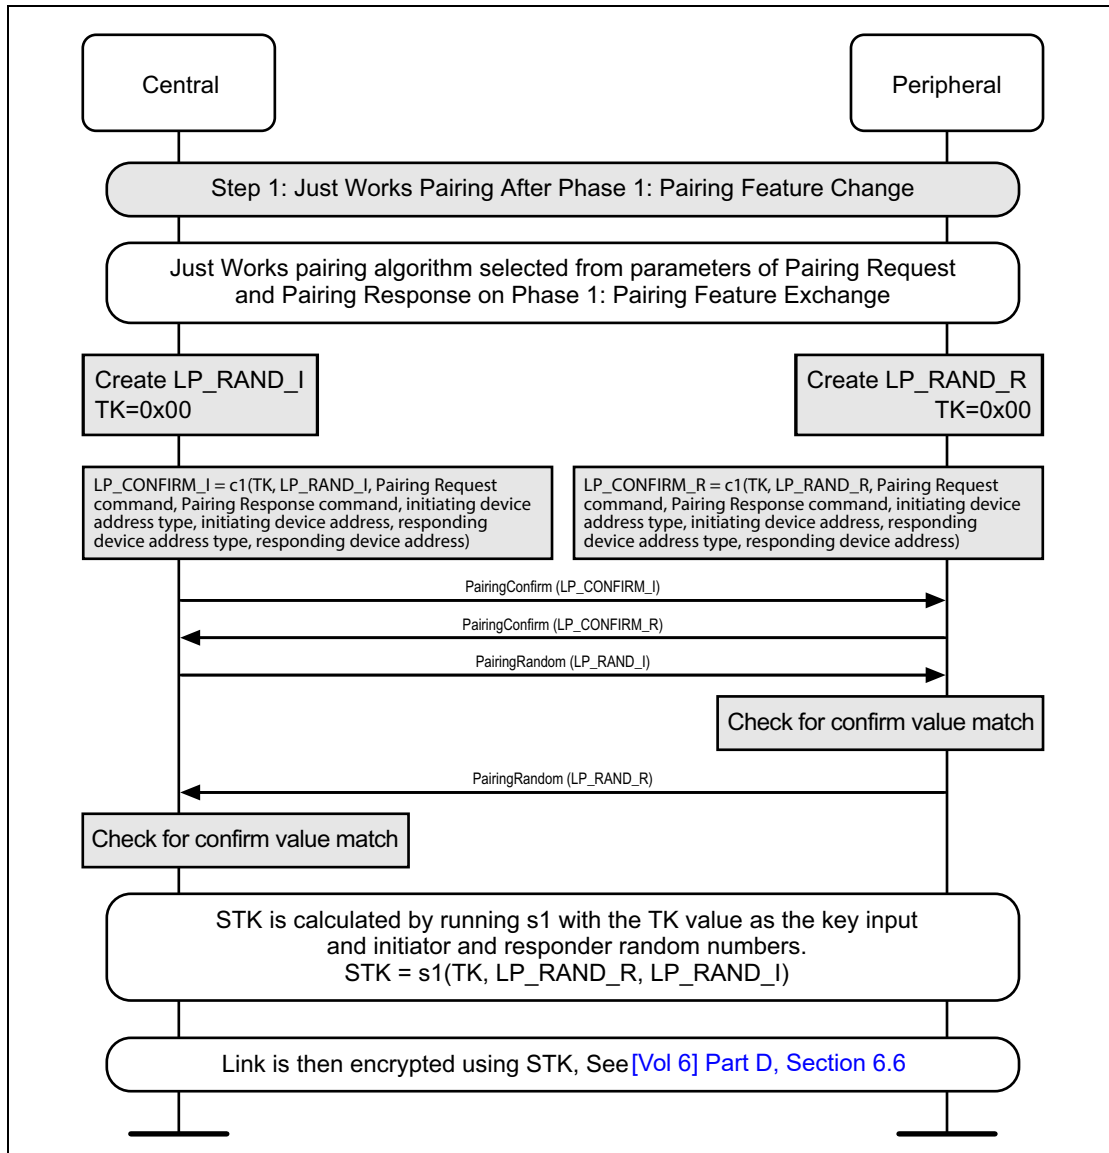 Central
Peripheral
Step 1: Just Works Pairing After Phase 1: Pairing Feature Change
Just Works pairing algorithm selected from parameters of Pairing Request
and Pairing Response on Phase 1: Pairing Feature Exchange
Create LP_RAND_I
TK=0x00
Create LP_RAND_R
TK=0x00
LP_CONFIRM_I = c1(TK, LP_RAND_I, Pairing Request
command, Pairing Response command, initiating device
address type, initiating device address, responding
device address type, responding device address)
LP_CONFIRM_R = c1(TK, LP_RAND_R, Pairing Request
command, Pairing Response command, initiating device
address type, initiating device address, responding
device address type, responding device address)
PairingConfirm (LP_CONFIRM_I)
PairingConfirm (LP_CONFIRM_R)
PairingRandom (LP_RAND_I)
Check for confirm value match
PairingRandom (LP_RAND_R)
Check for confirm value match
STK is calculated by running s1 with the TK value as the key input
and initiator and responder random numbers.
STK = s1(TK, LP_RAND_R, LP_RAND_I)
Link is then encrypted using STK, See [Vol 6] Part D, Section 6.6